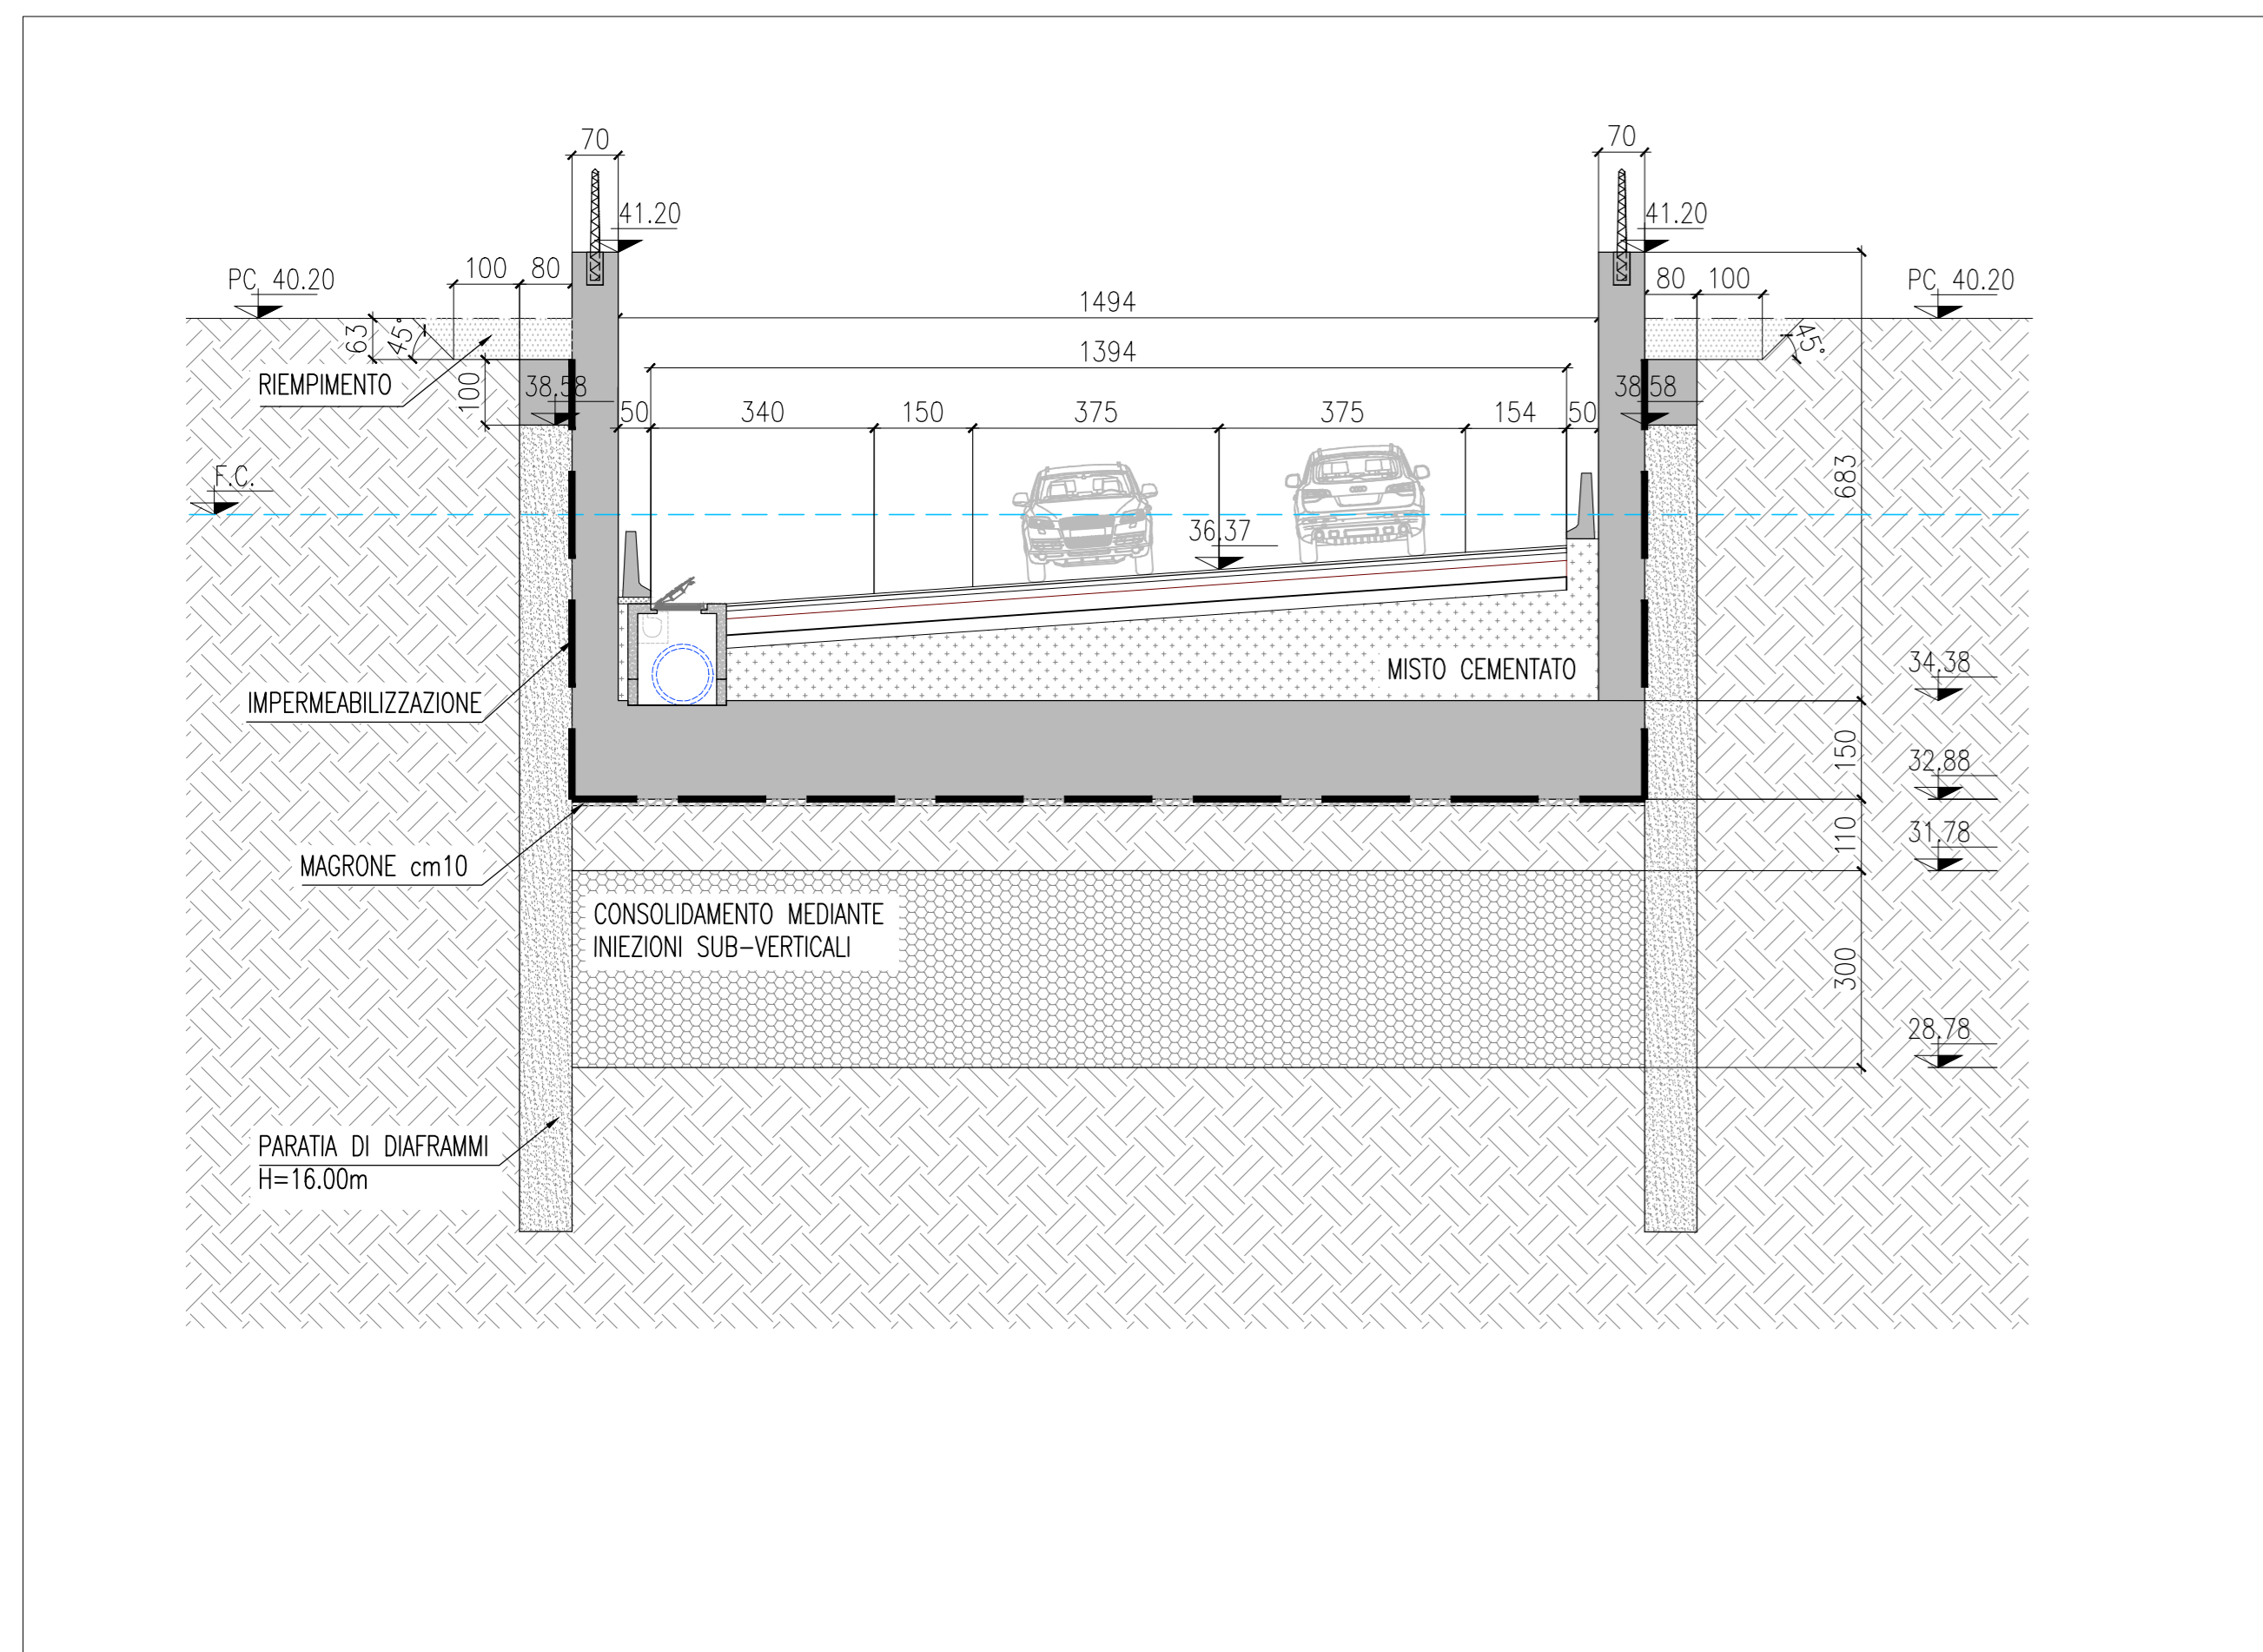 70
70
41.20
41.20
PC 40.20
100
80
80
100
PC 40.20
1494
63
45°
45°
1394
RIEMPIMENTO
100
38.58
38.58
50
340
150
375
375
154
50
683
F.C.
36.37
MISTO CEMENTATO
34.38
IMPERMEABILIZZAZIONE
150
32.88
110
31.78
MAGRONE cm10
CONSOLIDAMENTO MEDIANTE
INIEZIONI SUB-VERTICALI
300
28.78
PARATIA DI DIAFRAMMI
H=16.00m